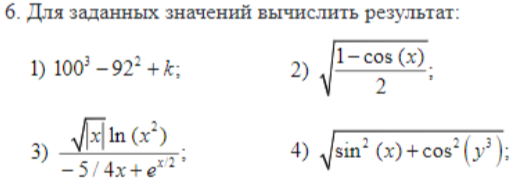 6. Для заданных значений вычислить результат:
1) 100³ – 92² + k;
2) √((1 – cos (x)) / 2);
3) (√|x| ln (x²)) / (– 5 / 4x + e^(x/2));
4) √(sin² (x) + cos² (y³));